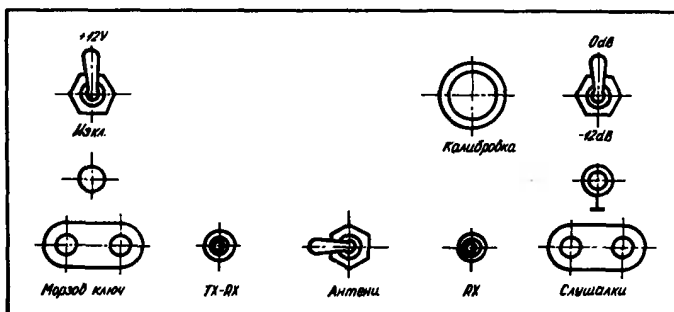 +12V
0dB
Изкл.
Калибровка
-12dB
Морзов ключ
TX-RX
Антени
RX
Слушалки